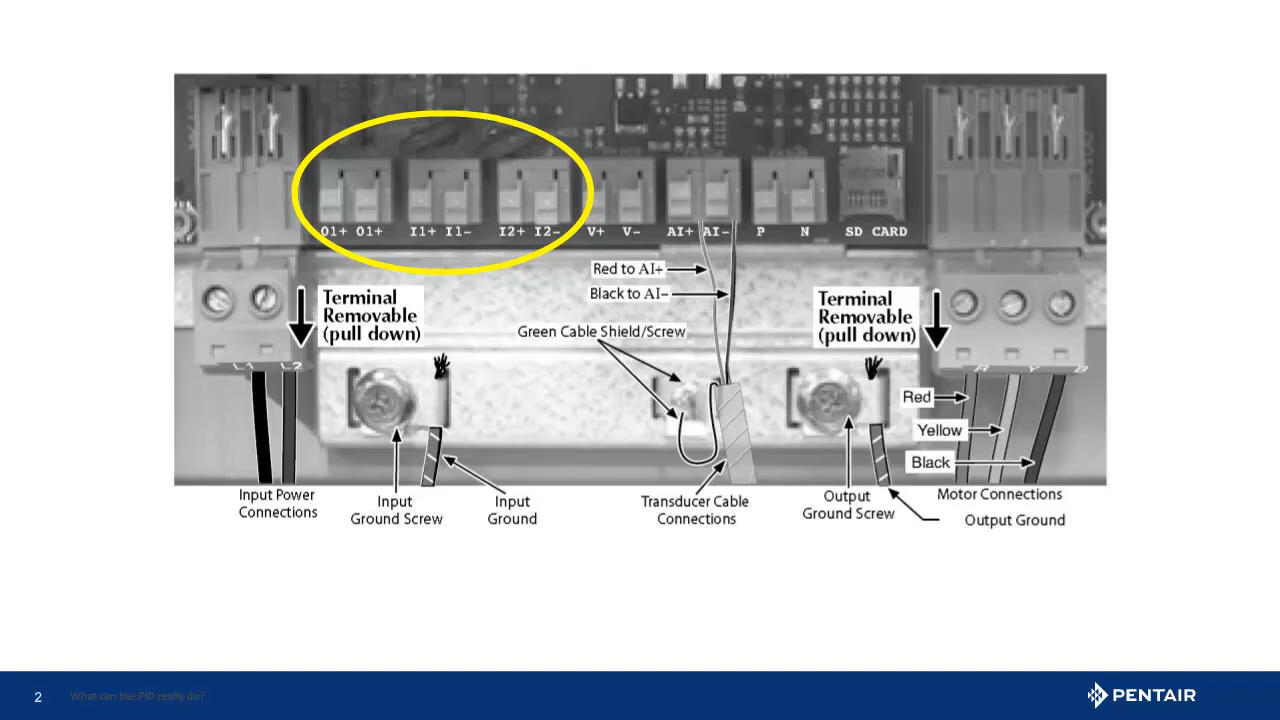 O1+ O1+ I1+ I1- I2+ I2- V+ V- AI+ AI- P N SD CARD
Red to AI+
Black to AI-
Green Cable Shield/Screw
Terminal
Removable
(pull down)
Terminal
Removable
(pull down)
L1 L2
R Y B
Red
Yellow
Black
Input Power
Connections
Input
Ground Screw
Input
Ground
Transducer Cable
Connections
Output
Ground Screw
Motor Connections
Output Ground
2
What can the PID really do?
PENTAIR